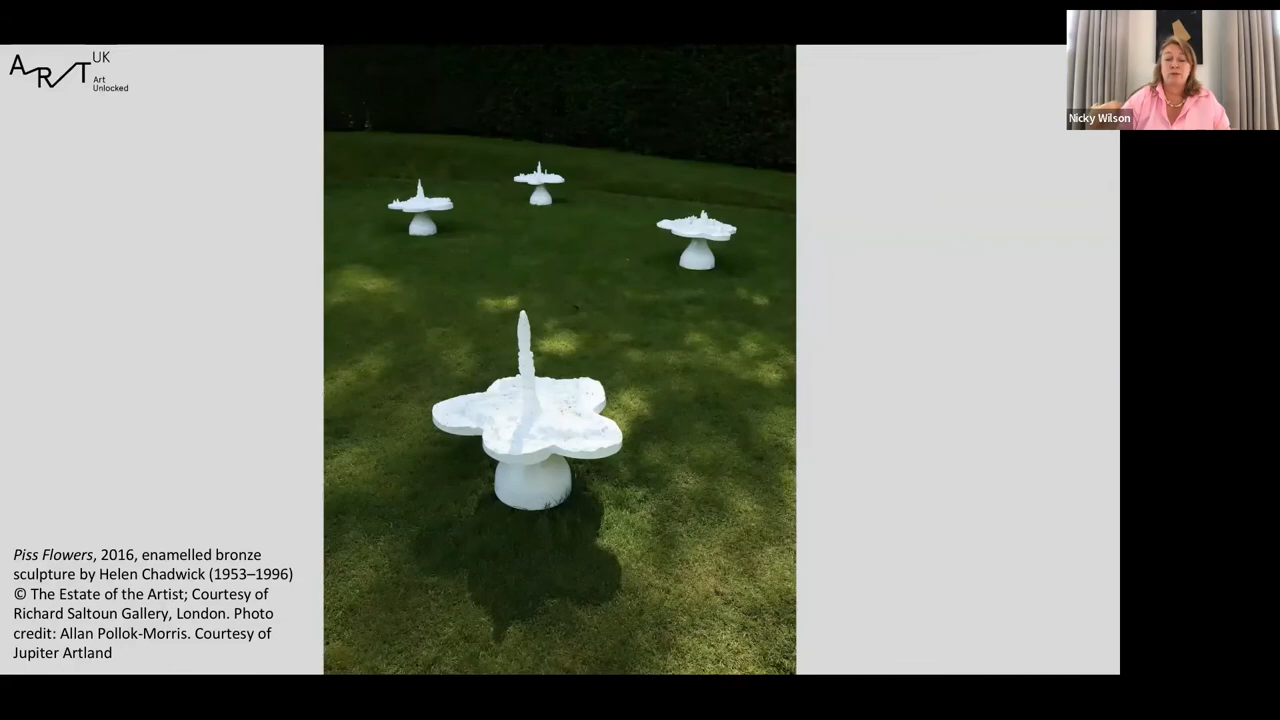 ART UK
Art
Unlocked
Nicky Wilson
Piss Flowers, 2016, enamelled bronze
sculpture by Helen Chadwick (1953–1996)
© The Estate of the Artist; Courtesy of
Richard Saltoun Gallery, London. Photo
credit: Allan Pollok-Morris. Courtesy of
Jupiter Artland